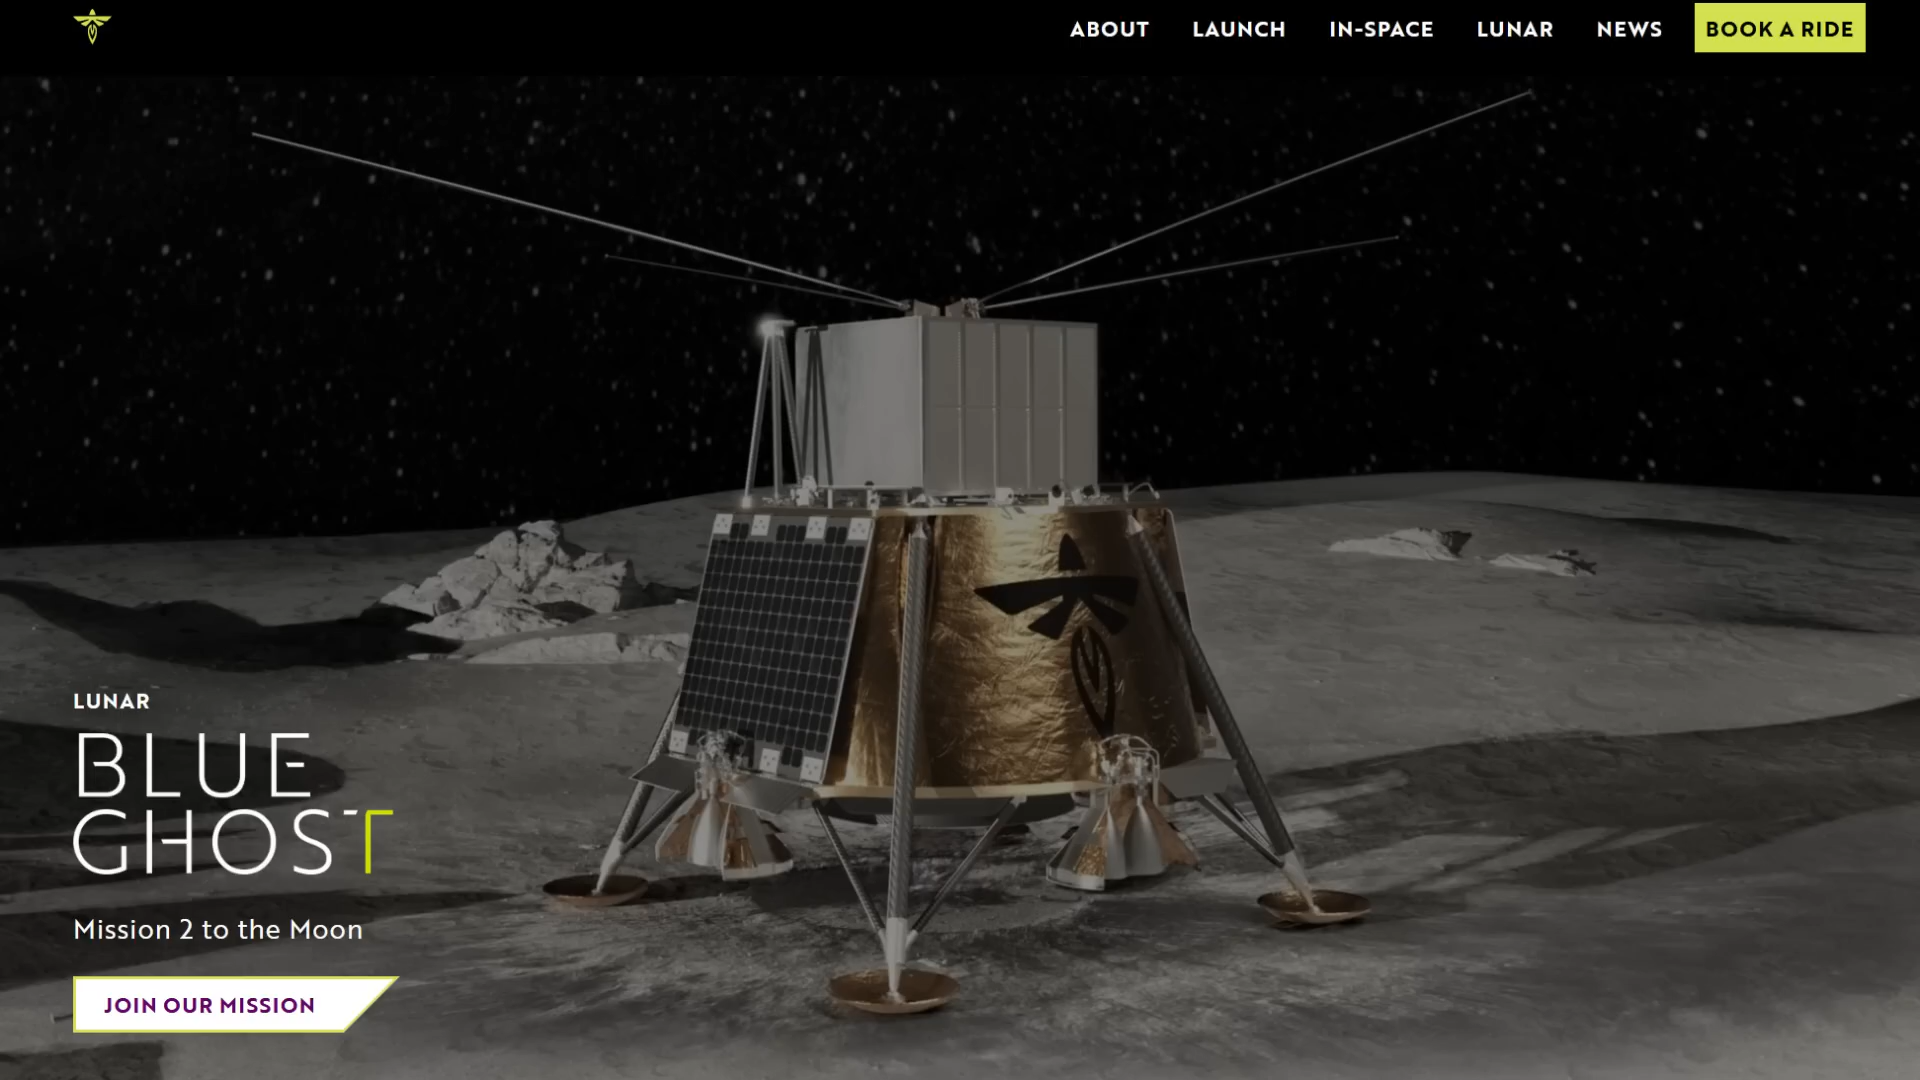 ABOUT LAUNCH IN-SPACE LUNAR NEWS BOOK A RIDE
LUNAR
BLUE
GHOST
Mission 2 to the Moon
JOIN OUR MISSION